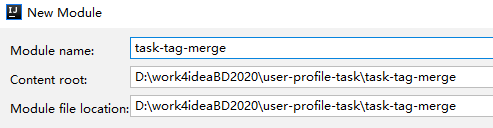 New Module
Module name: task-tag-merge
Content root: D:\work4ideaBD2020\user-profile-task\task-tag-merge
Module file location: D:\work4ideaBD2020\user-profile-task\task-tag-merge